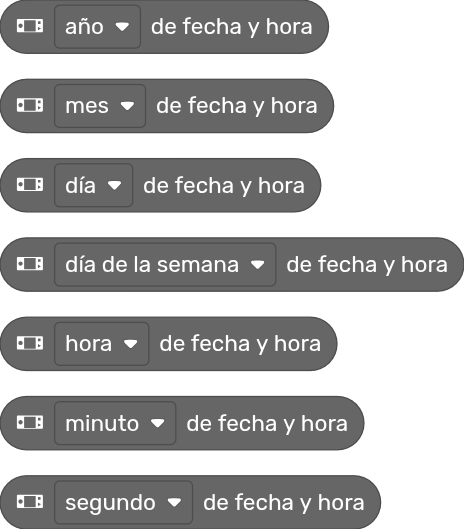 año de fecha y hora
mes de fecha y hora
día de fecha y hora
día de la semana de fecha y hora
hora de fecha y hora
minuto de fecha y hora
segundo de fecha y hora